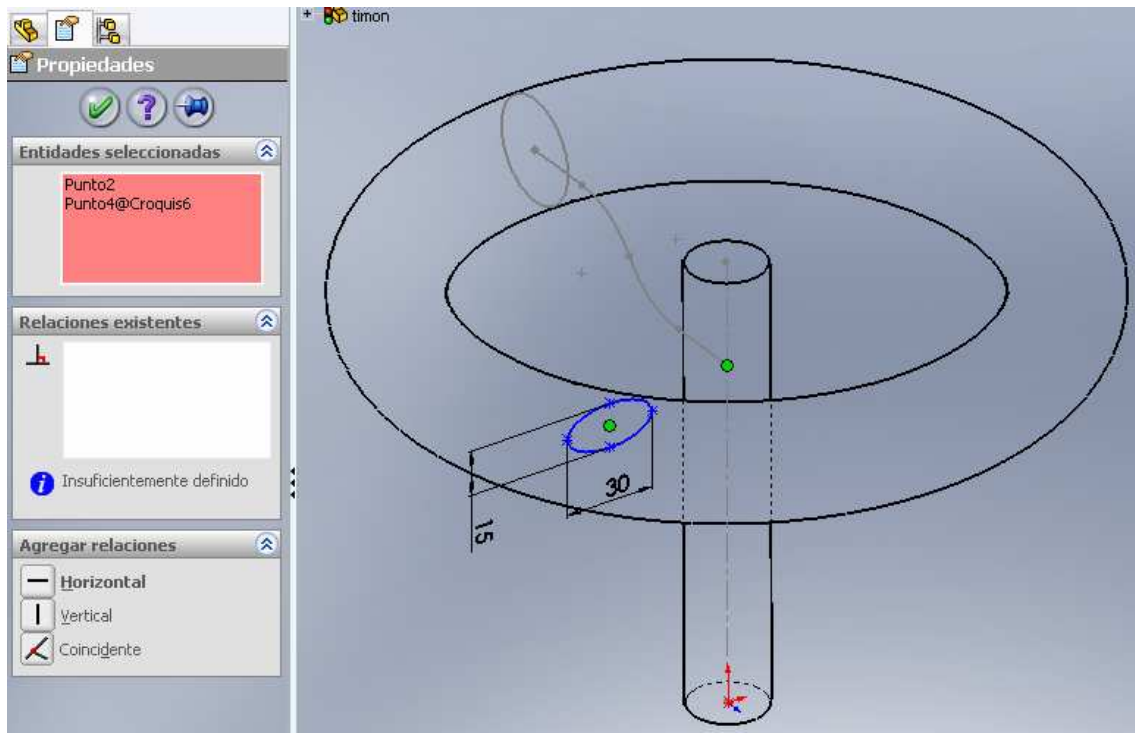 timon
Propiedades
Entidades seleccionadas
Punto2
Punto4@Croquis6
Relaciones existentes
Insuficientemente definido
Agregar relaciones
Horizontal
Vertical
Coincidente
30
15